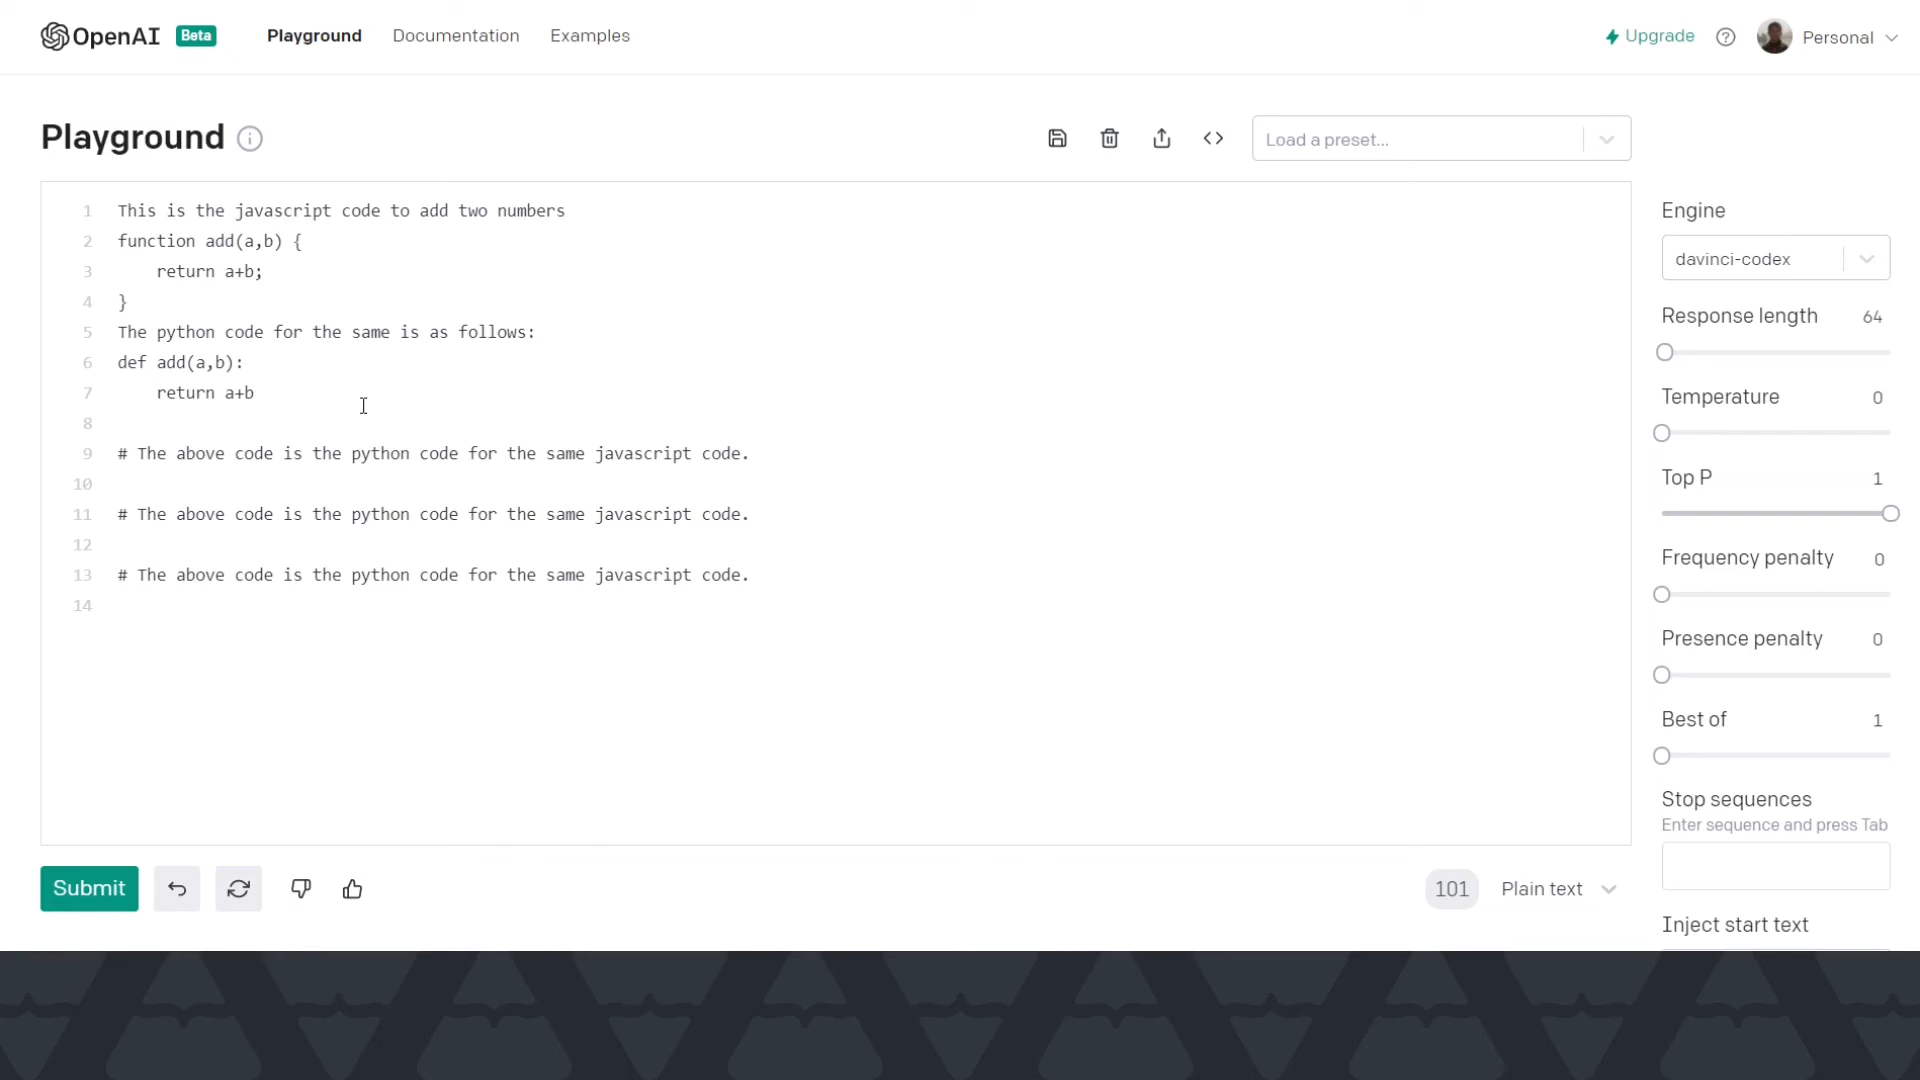 OpenAI Beta Playground Documentation Examples Upgrade Personal
Playground Load a preset...
1 This is the javascript code to add two numbers
2 function add(a,b) {
3     return a+b;
4 }
5 The python code for the same is as follows:
6 def add(a,b):
7     return a+b
8
9 # The above code is the python code for the same javascript code.
10
11 # The above code is the python code for the same javascript code.
12
13 # The above code is the python code for the same javascript code.
14
Engine
davinci-codex
Response length 64
Temperature 0
Top P 1
Frequency penalty 0
Presence penalty 0
Best of 1
Stop sequences
Enter sequence and press Tab
Inject start text
Submit 101 Plain text